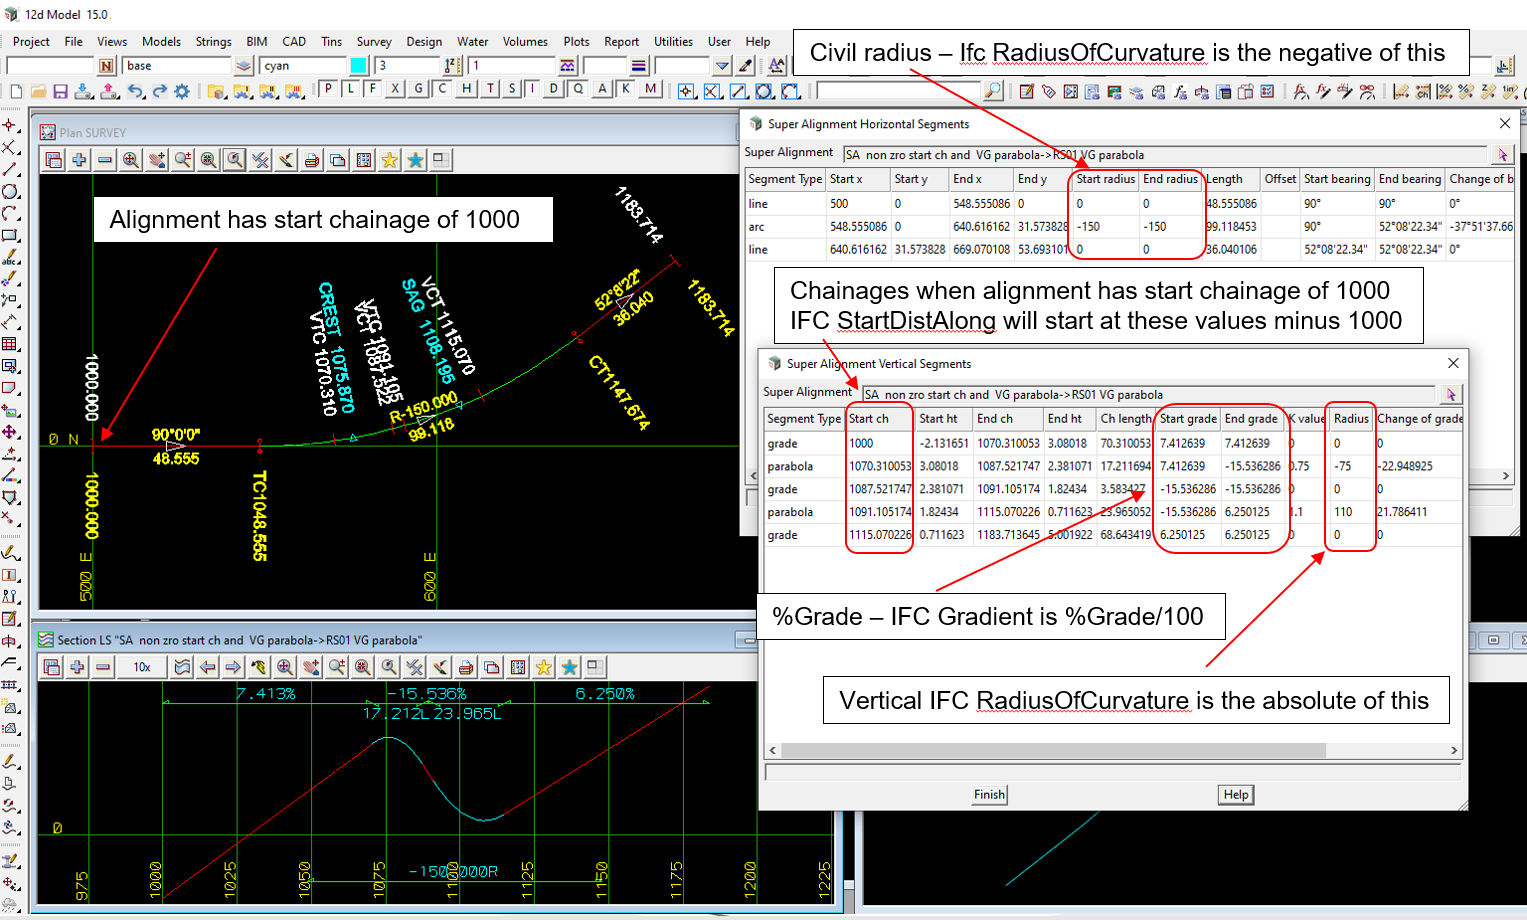 12d Model 15.0
Project File Views Models Strings BIM CAD Tins Survey Design Water Volumes Plots Report Utilities User Help
N base cyan 3 1
P L F X G C H T S I D Q A K M
Civil radius – Ifc RadiusOfCurvature is the negative of this
Plan SURVEY
Alignment has start chainage of 1000
1183.714
1183.714
52°8'22"
36.040
CREST 1075.870
VTC 1070.310
VTC 1091.105
VCT 1087.522
VCT 1115.070
SAG 1108.195
R-150.000
99.118
CT1147.674
1000.000
0 N
90°0'0"
48.555
1000.000
TC1048.555
500 E
600 E
Super Alignment Horizontal Segments
Super Alignment SA non zro start ch and VG parabola->RS01 VG parabola
Segment Type Start x Start y End x End y Start radius End radius Length Offset Start bearing End bearing Change of b
line 500 0 548.555086 0 0 0 48.555086 90° 90° 0°
arc 548.555086 0 640.616162 31.573828 -150 -150 99.118453 90° 52°08'22.34" -37°51'37.66
line 640.616162 31.573828 669.070108 53.693101 0 0 36.040106 52°08'22.34" 52°08'22.34" 0°
Chainages when alignment has start chainage of 1000
IFC StartDistAlong will start at these values minus 1000
Super Alignment Vertical Segments
Super Alignment SA non zro start ch and VG parabola->RS01 VG parabola
Segment Type Start ch Start ht End ch End ht Ch length Start grade End grade K value Radius Change of grade
grade 1000 -2.131651 1070.310053 3.08018 70.310053 7.412639 7.412639 0 0 0
parabola 1070.310053 3.08018 1087.521747 2.381071 17.211694 7.412639 -15.536286 0.75 -75 -22.948925
grade 1087.521747 2.381071 1091.105174 1.82434 3.583427 -15.536286 -15.536286 0 0 0
parabola 1091.105174 1.82434 1115.070226 0.711623 23.965052 -15.536286 6.250125 1.1 110 21.786411
grade 1115.070226 0.711623 1183.713645 5.001922 68.643419 6.250125 6.250125 0 0 0
%Grade – IFC Gradient is %Grade/100
Vertical IFC RadiusOfCurvature is the absolute of this
Finish Help
Section LS "SA non zro start ch and VG parabola->RS01 VG parabola"
10x
7.413% -15.536% 6.250%
17.212L 23.965L
0
-150.000R
975 1000 1025 1050 1075 1100 1125 1150 1175 1200 1225